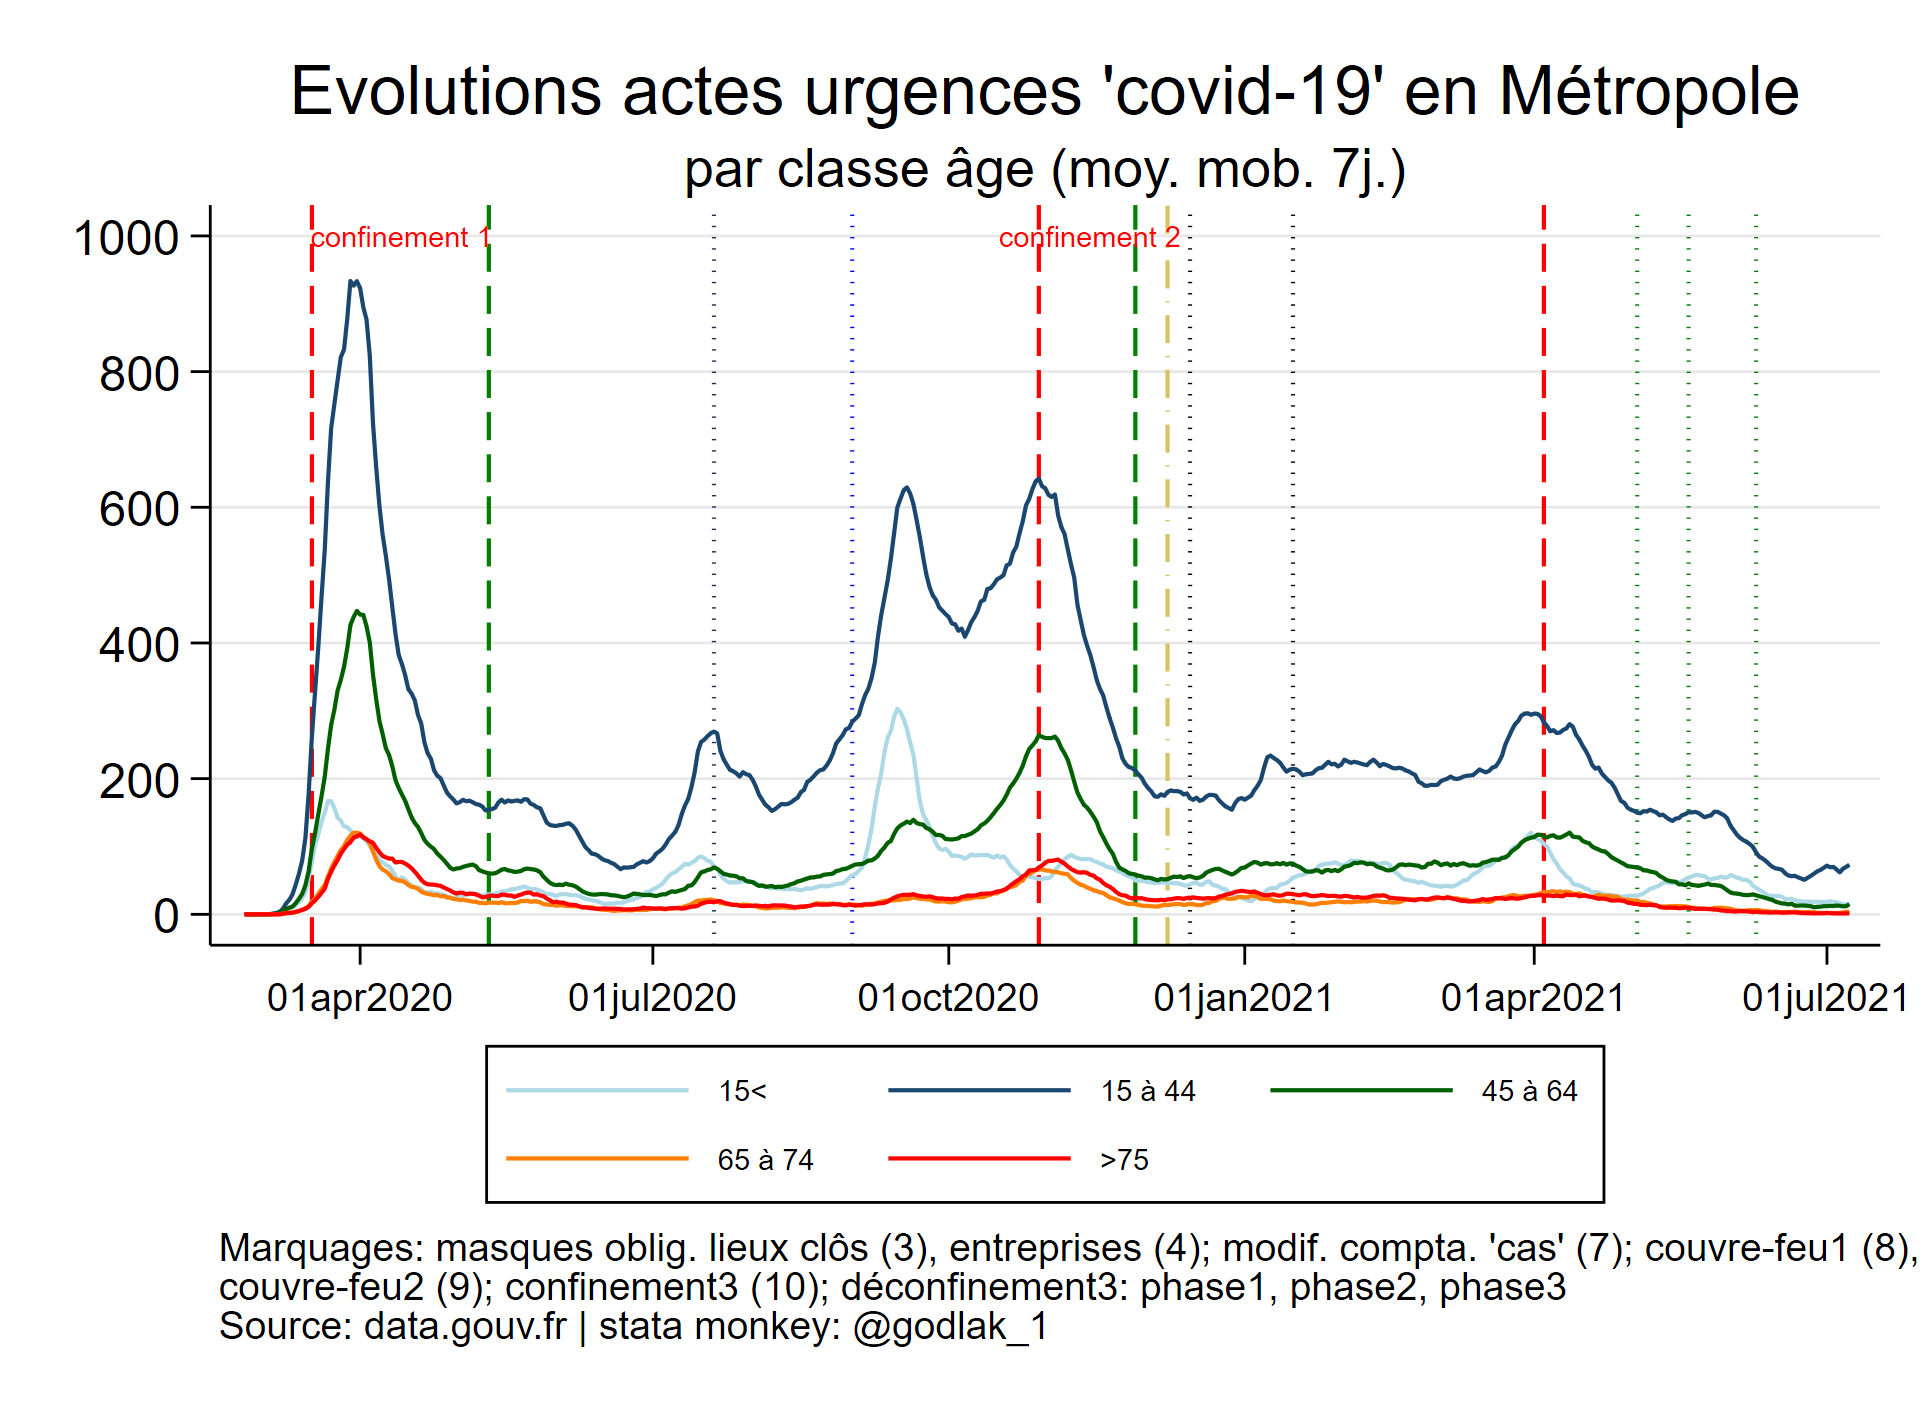 Evolutions actes urgences 'covid-19' en Métropole
par classe âge (moy. mob. 7j.)
confinement 1
confinement 2
1000
800
600
400
200
0
01apr2020 01jul2020 01oct2020 01jan2021 01apr2021 01jul2021
15< 15 à 44 45 à 64
65 à 74 >75
Marquages: masques oblig. lieux clôs (3), entreprises (4); modif. compta. 'cas' (7); couvre-feu1 (8),
couvre-feu2 (9); confinement3 (10); déconfinement3: phase1, phase2, phase3
Source: data.gouv.fr | stata monkey: @godlak_1